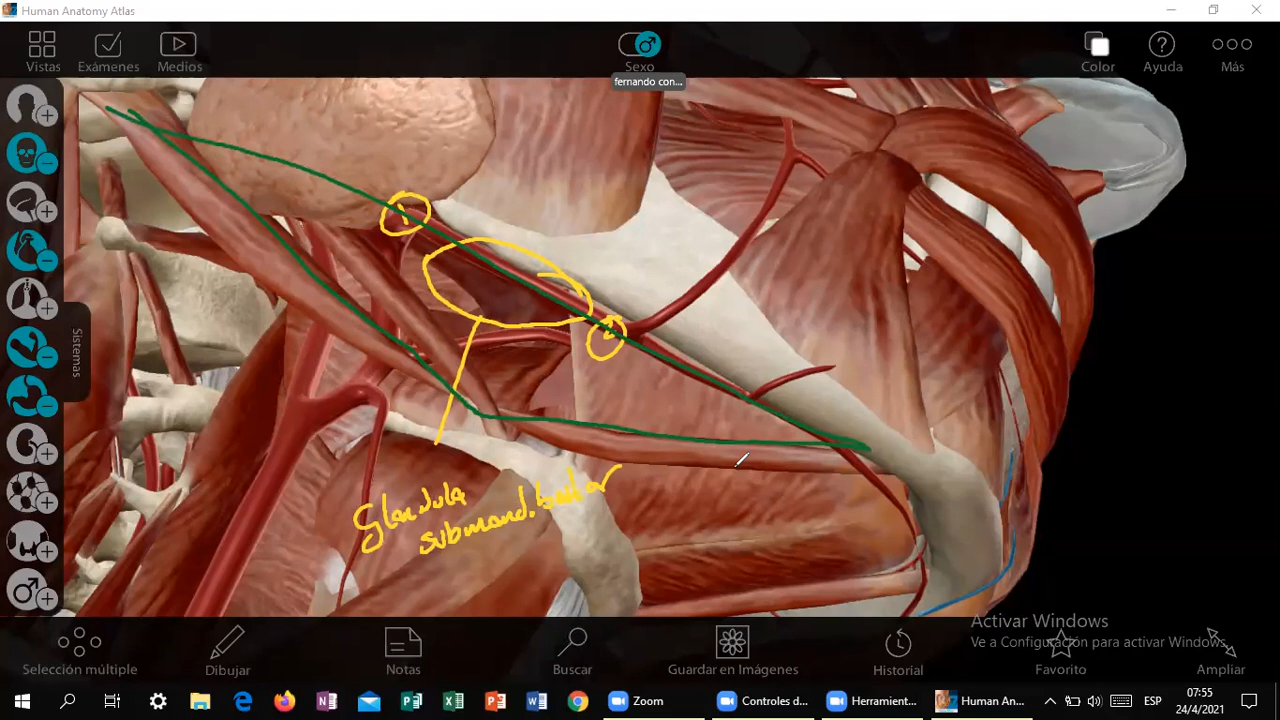 Human Anatomy Atlas
Vistas
Exámenes
Medios
Sexo
fernando con...
Color
Ayuda
Más
Sistemas
1
2
Glandula
submandibular
Activar Windows
Ve a Configuración para activar Windows.
Selección múltiple
Dibujar
Notas
Buscar
Guardar en Imágenes
Historial
Favorito
Ampliar
Zoom
Controles d...
Herramient...
Human An...
ESP
07:55
24/4/2021